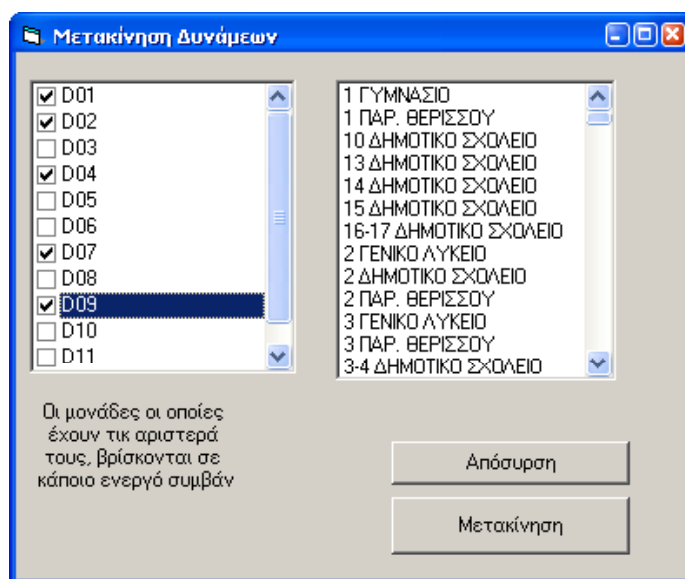 Μετακίνηση Δυνάμεων
D01
D02
D03
D04
D05
D06
D07
D08
D09
D10
D11
1 ΓΥΜΝΑΣΙΟ
1 ΠΑΡ. ΘΕΡΙΣΣΟΥ
10 ΔΗΜΟΤΙΚΟ ΣΧΟΛΕΙΟ
13 ΔΗΜΟΤΙΚΟ ΣΧΟΛΕΙΟ
14 ΔΗΜΟΤΙΚΟ ΣΧΟΛΕΙΟ
15 ΔΗΜΟΤΙΚΟ ΣΧΟΛΕΙΟ
16-17 ΔΗΜΟΤΙΚΟ ΣΧΟΛΕΙΟ
2 ΓΕΝΙΚΟ ΛΥΚΕΙΟ
2 ΔΗΜΟΤΙΚΟ ΣΧΟΛΕΙΟ
2 ΠΑΡ. ΘΕΡΙΣΣΟΥ
3 ΓΕΝΙΚΟ ΛΥΚΕΙΟ
3 ΠΑΡ. ΘΕΡΙΣΣΟΥ
3-4 ΔΗΜΟΤΙΚΟ ΣΧΟΛΕΙΟ
Οι μονάδες οι οποίες
έχουν τικ αριστερά
τους, βρίσκονται σε
κάποιο ενεργό συμβάν
Απόσυρση
Μετακίνηση